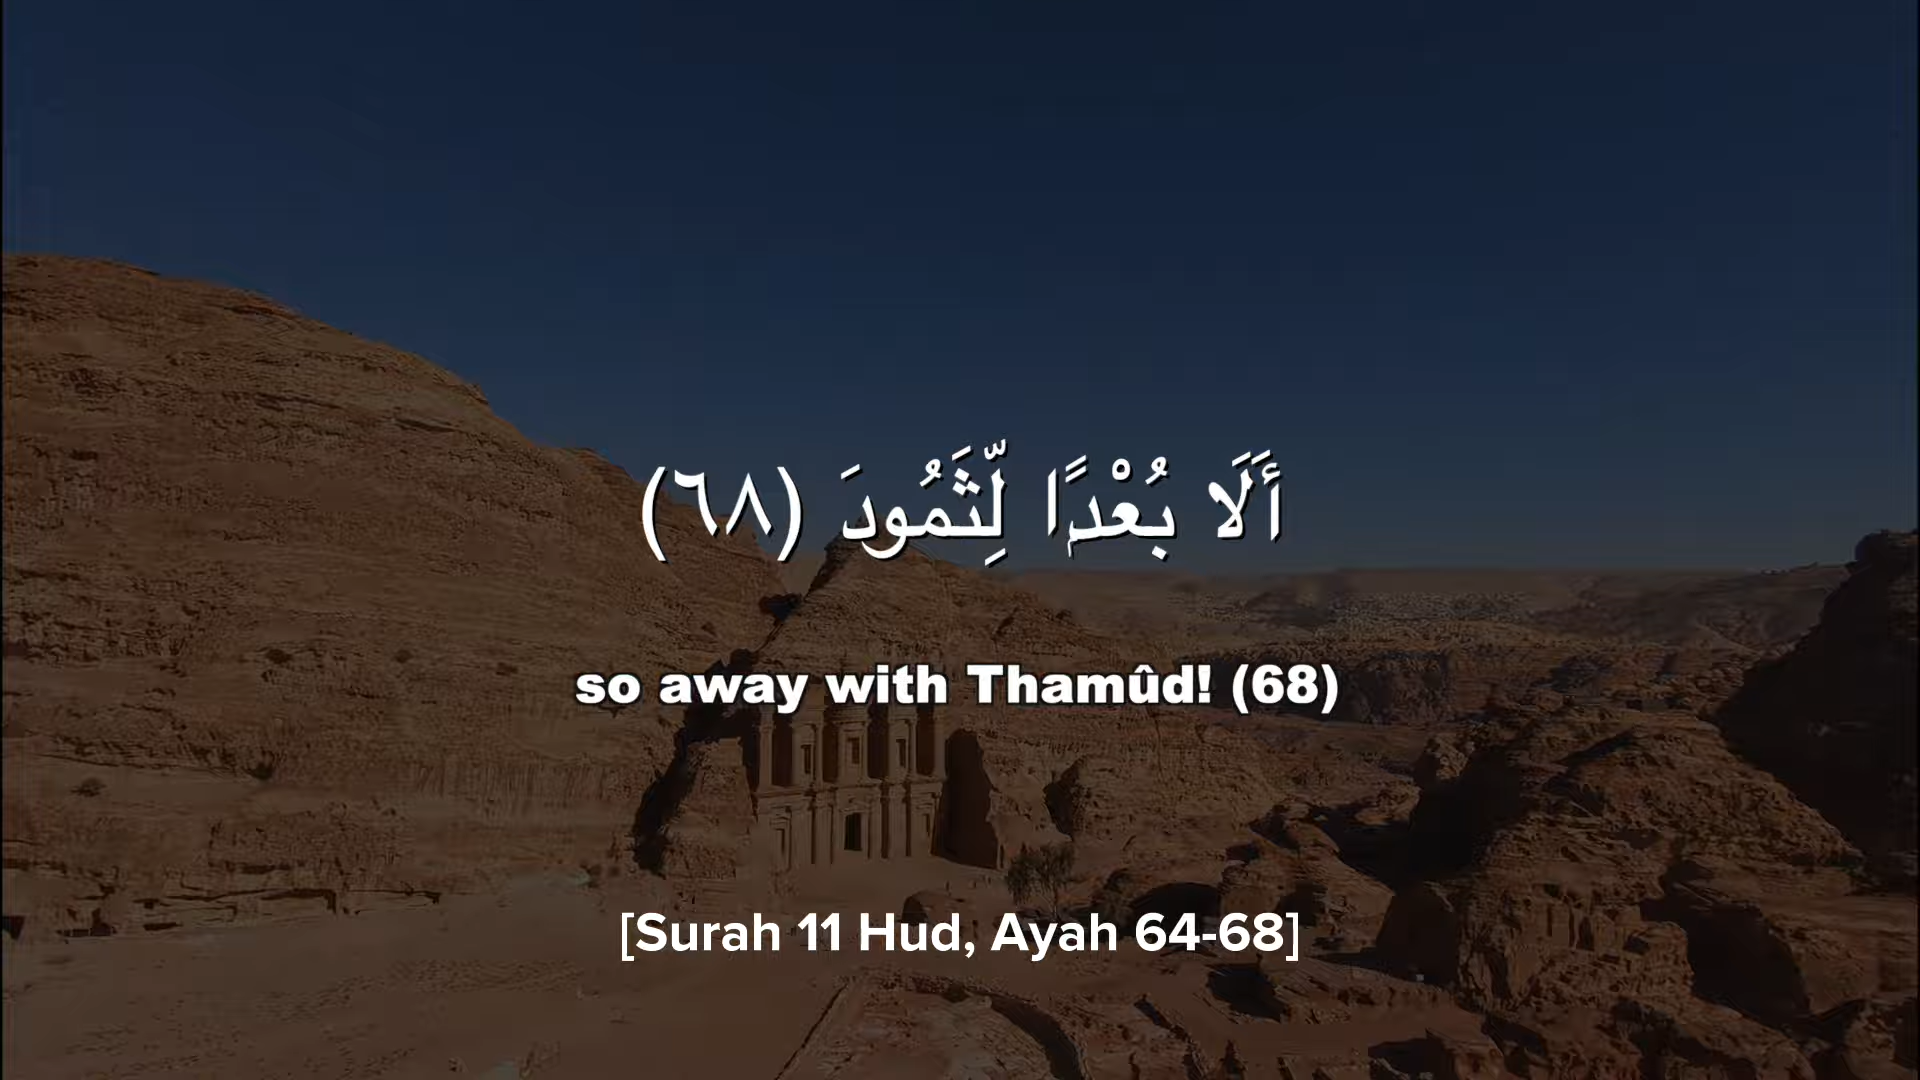 أَلَا بُعْدًا لِّثَمُودَ (٦٨)
so away with Thamûd! (68)
[Surah 11 Hud, Ayah 64-68]